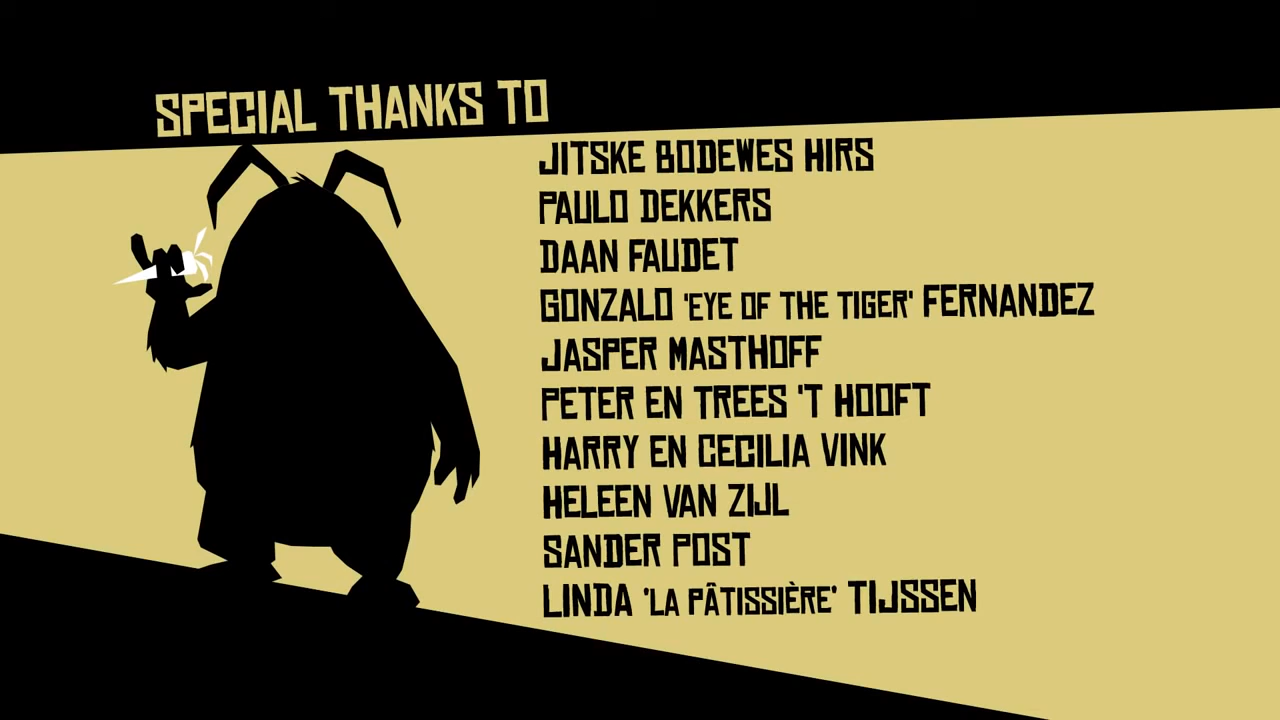 SPECIAL THANKS TO
JITSKE BODEWES HIRS
PAULO DEKKERS
DAAN FAUDET
GONZALO 'EYE OF THE TIGER' FERNANDEZ
JASPER MASTHOFF
PETER EN TREES 'T HOOFT
HARRY EN CECILIA VINK
HELEEN VAN ZIJL
SANDER POST
LINDA 'LA PÂTISSIÈRE' TIJSSEN